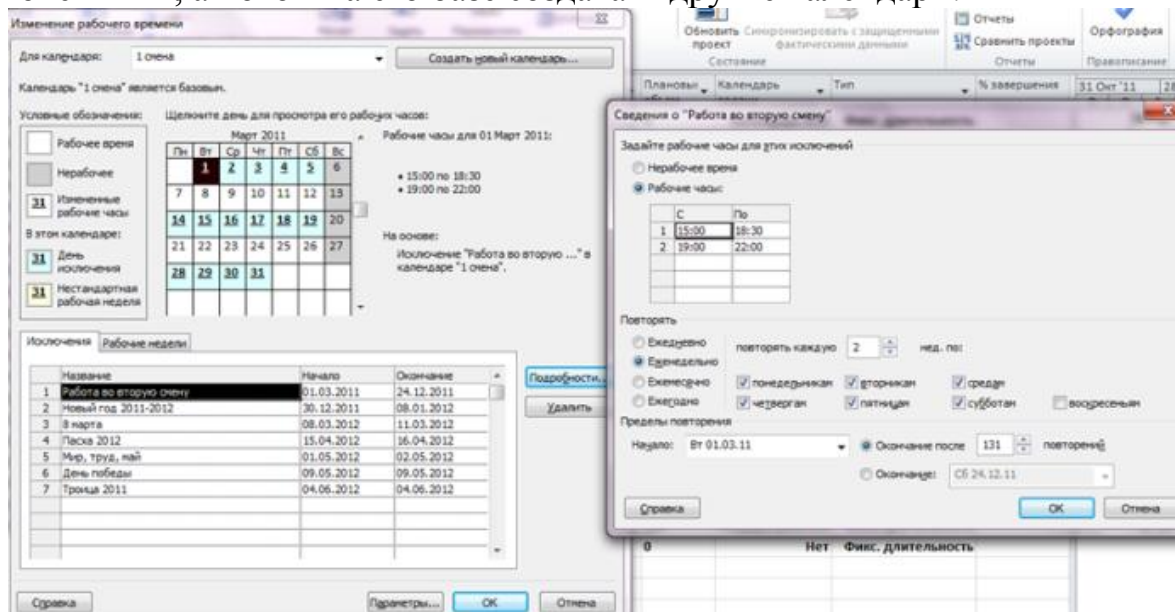 Изменение рабочего времени
Для календаря: 1 смена
Создать новый календарь...
Календарь "1 смена" является базовым.
Условные обозначения:
Рабочее время
Нерабочее
31 Измененные рабочие часы
В этом календаре:
31 День исключения
31 Нестандартная рабочая неделя
Щелкните день для просмотра его рабочих часов:
Март 2011
Пн Вт Ср Чт Пт Сб Вс
1 2 3 4 5 6
7 8 9 10 11 12 13
14 15 16 17 18 19 20
21 22 23 24 25 26 27
28 29 30 31
Рабочие часы для 01 Март 2011:
• 15:00 по 18:30
• 19:00 по 22:00
На основе:
Исключение "Работа во вторую ..." в
календаре "1 смена".
Исключения Рабочие недели
Название Начало Окончание
1 Работа во вторую смену 01.03.2011 24.12.2011
2 Новый год 2011-2012 30.12.2011 08.01.2012
3 8 марта 08.03.2012 11.03.2012
4 Пасха 2012 15.04.2012 16.04.2012
5 Мир, труд, май 01.05.2012 02.05.2012
6 День победы 09.05.2012 09.05.2012
7 Троица 2011 04.06.2012 04.06.2012
Подробности...
Удалить
Справка
Параметры...
ОК
Отмена
Обновить проект
Синхронизировать с защищенными фактическими данными
Состояние
Отчеты
Сравнить проекты
Отчеты
Орфография
Правописание
Плановы
Календарь
Тип
% завершения
31 Окт '11
28
Сведения о "Работа во вторую смену"
Задайте рабочие часы для этих исключений
Нерабочее время
Рабочие часы:
С По
1 15:00 18:30
2 19:00 22:00
Повторять
Ежедневно
Еженедельно
Ежемесячно
Ежегодно
повторять каждую 2 нед. по:
понедельникам вторникам средам
четвергам пятницам субботам воскресеньям
Пределы повторения
Начало: Вт 01.03.11
Окончание после 131 повторений
Окончание: Сб 24.12.11
Справка
ОК
Отмена
0 Нет Фикс. длительность